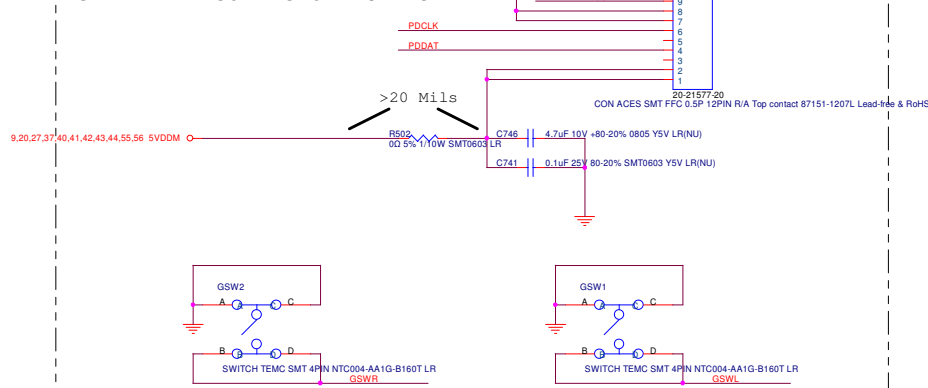 9
8
7
PDCLK
6
5
PDDAT
4
3
2
1
20-21577-20
>20 Mils
CON ACES SMT FFC 0.5P 12PIN R/A Top contact 87151-1207L Lead-free & RoHS
9,20,27,37,40,41,42,43,44,55,56 5VDDM
R502
0Ω 5% 1/10W SMT0603 LR
C746
4.7uF 10V +80-20% 0805 Y5V LR(NU)
C741
0.1uF 25V 80-20% SMT0603 Y5V LR(NU)
GSW2
GSW1
A A C C
A A C C
B B D D
B B D D
SWITCH TEMC SMT 4PIN NTC004-AA1G-B160T LR
SWITCH TEMC SMT 4PIN NTC004-AA1G-B160T LR
GSWR
GSWL